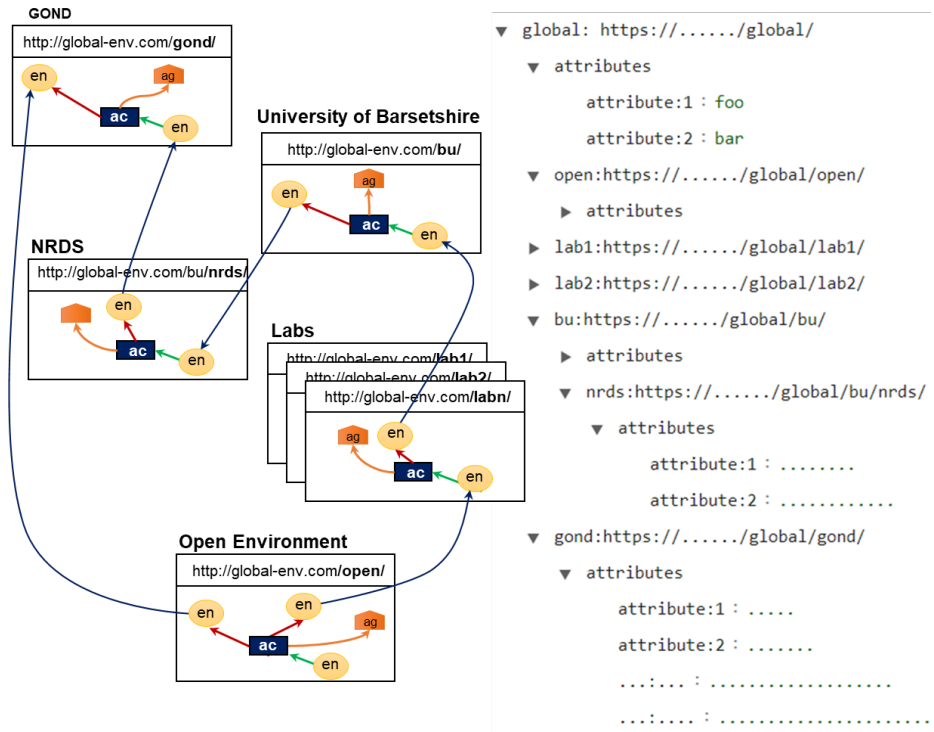 GOND
http://global-env.com/gond/
en
ag
ac
en
University of Barsetshire
http://global-env.com/bu/
ag
en
ac
en
NRDS
http://global-env.com/bu/nrds/
en
ac
en
Labs
http://global-env.com/lab1/
http://global-env.com/lab2/
http://global-env.com/labn/
ag
en
ac
en
Open Environment
http://global-env.com/open/
en
en
ag
ac
en
global: https://....../global/
attributes
attribute:1 : foo
attribute:2 : bar
open:https://....../global/open/
attributes
lab1:https://....../global/lab1/
lab2:https://....../global/lab2/
bu:https://....../global/bu/
attributes
nrds:https://....../global/bu/nrds/
attributes
attribute:1 : ........
attribute:2 : ............
gond:https://....../global/gond/
attributes
attribute:1 : .....
attribute:2 : .......
...:... : ...................
...:.... : ......................